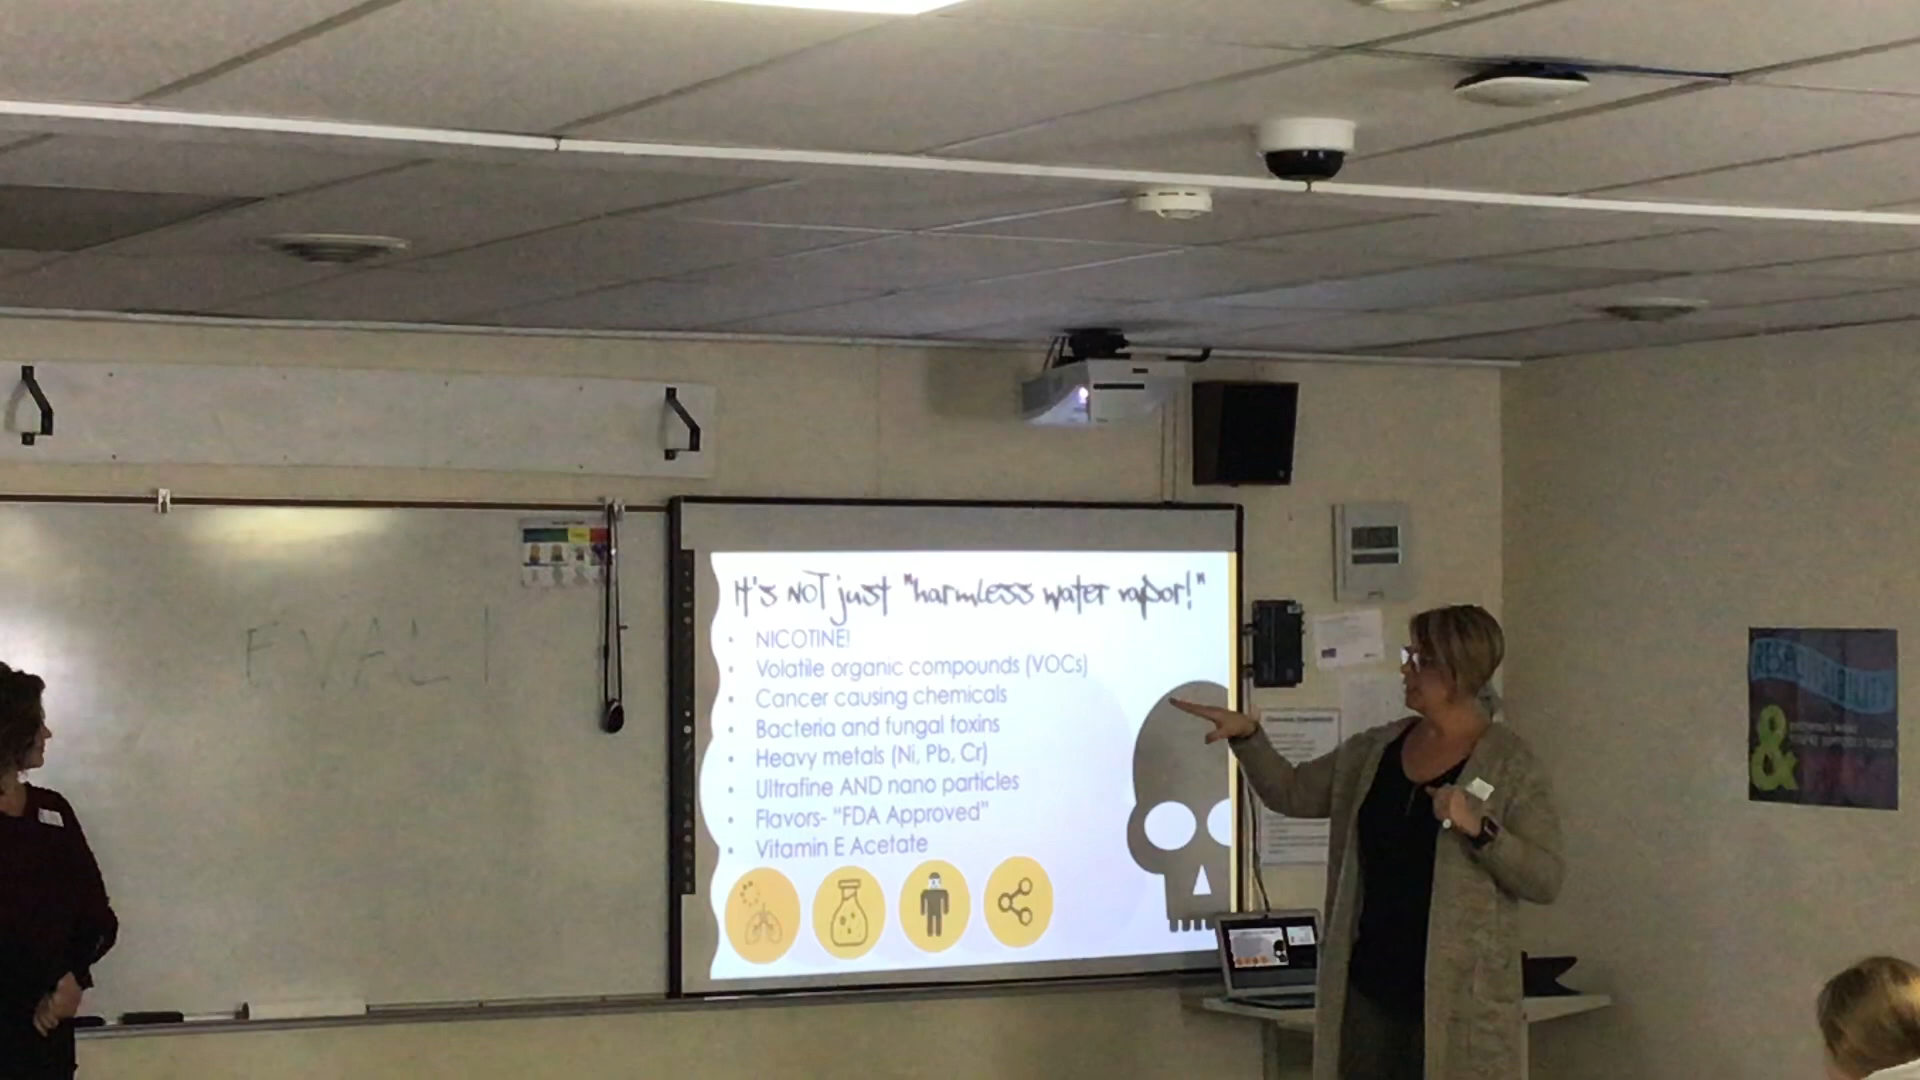 EVALI
It's NOT just "harmless water vapor!"
• NICOTINE!
• Volatile organic compounds (VOCs)
• Cancer causing chemicals
• Bacteria and fungal toxins
• Heavy metals (Ni, Pb, Cr)
• Ultrafine AND nano particles
• Flavors- “FDA Approved”
• Vitamin E Acetate
RESPONSIBILITY
&